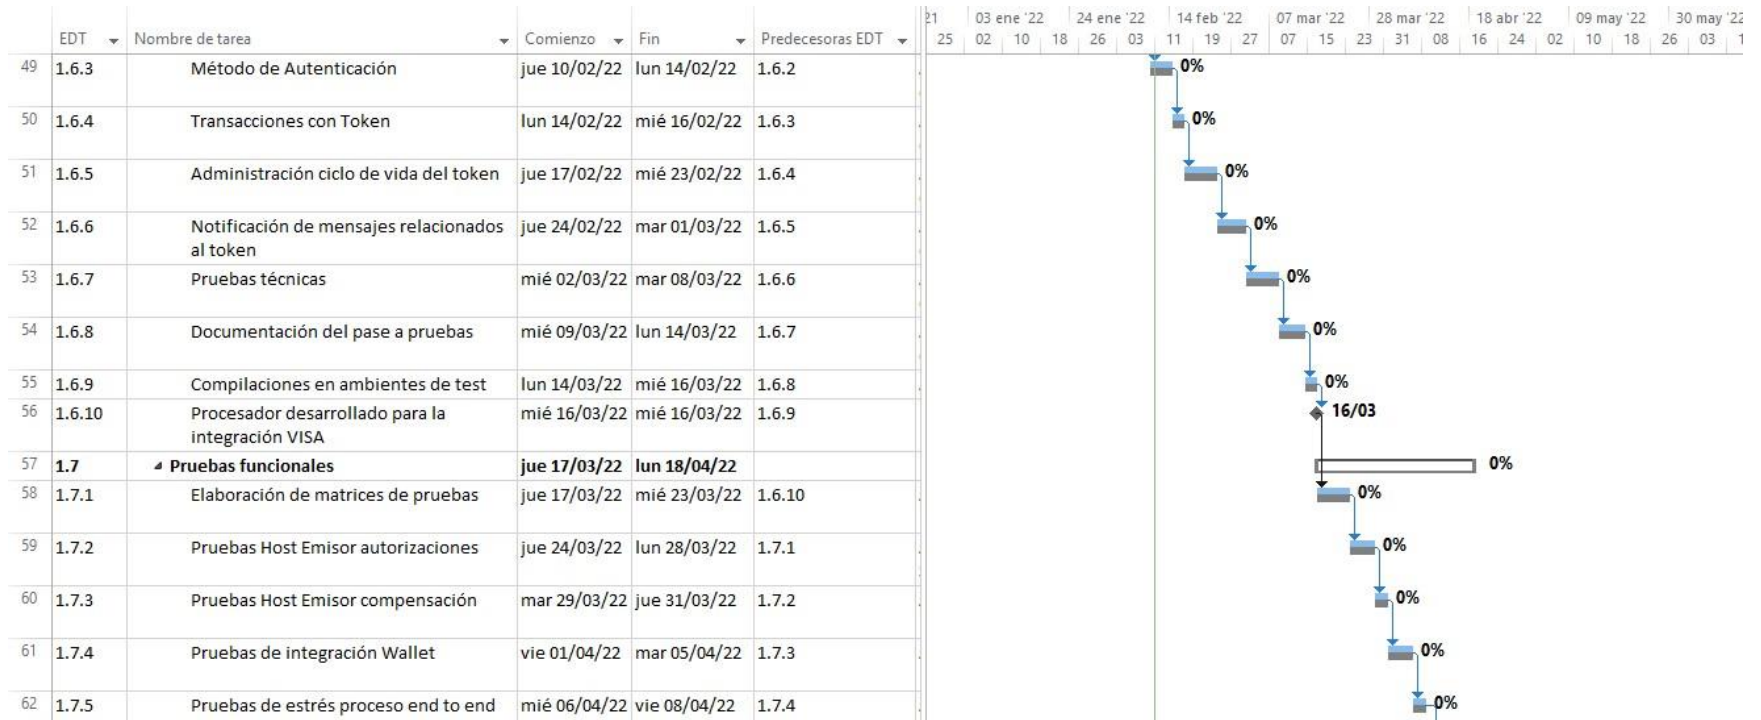 21 03 ene '22 24 ene '22 14 feb '22 07 mar '22 28 mar '22 18 abr '22 09 may '22 30 may '22
EDT Nombre de tarea Comienzo Fin Predecesoras EDT 25 02 10 18 26 03 11 19 27 07 15 23 31 08 16 24 02 10 18 26 03
49 1.6.3 Método de Autenticación jue 10/02/22 lun 14/02/22 1.6.2 0%
50 1.6.4 Transacciones con Token lun 14/02/22 mié 16/02/22 1.6.3 0%
51 1.6.5 Administración ciclo de vida del token jue 17/02/22 mié 23/02/22 1.6.4 0%
52 1.6.6 Notificación de mensajes relacionados jue 24/02/22 mar 01/03/22 1.6.5 0%
al token
53 1.6.7 Pruebas técnicas mié 02/03/22 mar 08/03/22 1.6.6 0%
54 1.6.8 Documentación del pase a pruebas mié 09/03/22 lun 14/03/22 1.6.7 0%
55 1.6.9 Compilaciones en ambientes de test lun 14/03/22 mié 16/03/22 1.6.8 0%
56 1.6.10 Procesador desarrollado para la mié 16/03/22 mié 16/03/22 1.6.9 16/03
integración VISA
57 1.7 Pruebas funcionales jue 17/03/22 lun 18/04/22 0%
58 1.7.1 Elaboración de matrices de pruebas jue 17/03/22 mié 23/03/22 1.6.10 0%
59 1.7.2 Pruebas Host Emisor autorizaciones jue 24/03/22 lun 28/03/22 1.7.1 0%
60 1.7.3 Pruebas Host Emisor compensación mar 29/03/22 jue 31/03/22 1.7.2 0%
61 1.7.4 Pruebas de integración Wallet vie 01/04/22 mar 05/04/22 1.7.3 0%
62 1.7.5 Pruebas de estrés proceso end to end mié 06/04/22 vie 08/04/22 1.7.4 0%